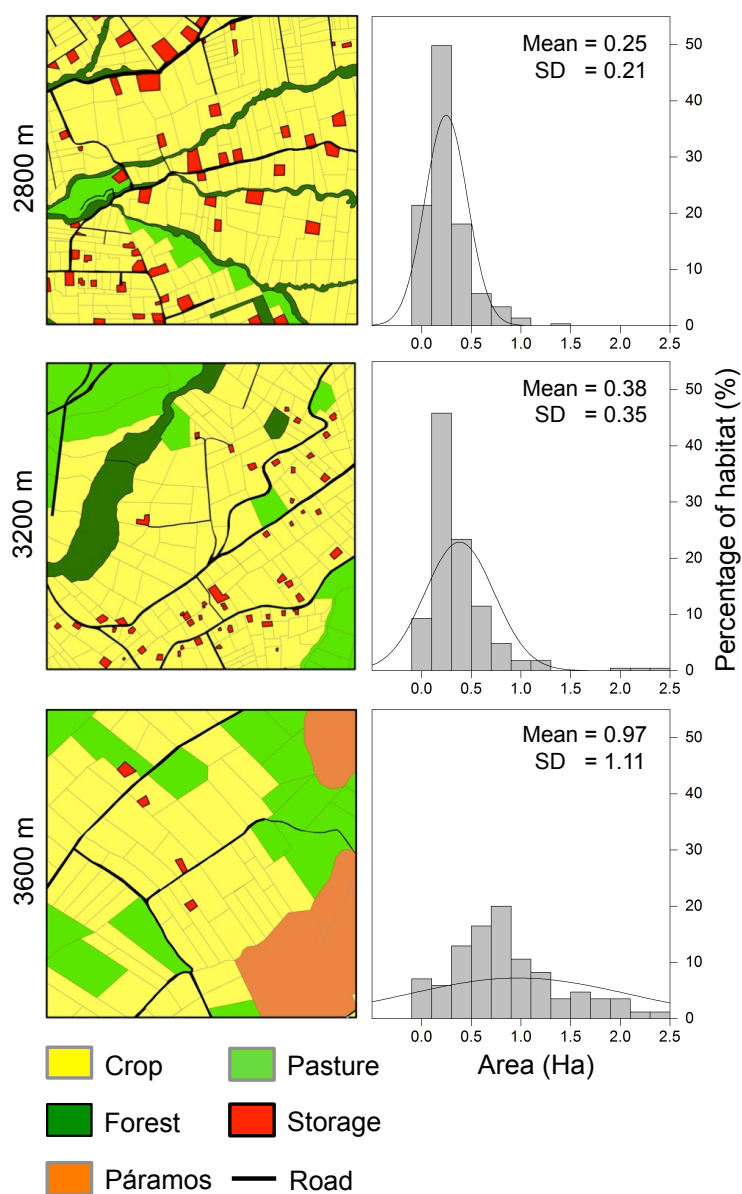 2800 m
Mean = 0.25
SD = 0.21
50
40
30
20
10
0
0.0 0.5 1.0 1.5 2.0 2.5
3200 m
Mean = 0.38
SD = 0.35
50
40
30
20
10
0
0.0 0.5 1.0 1.5 2.0 2.5
Percentage of habitat (%)
3600 m
Mean = 0.97
SD = 1.11
50
40
30
20
10
0
0.0 0.5 1.0 1.5 2.0 2.5
Area (Ha)
Crop Pasture
Forest Storage
Páramos Road